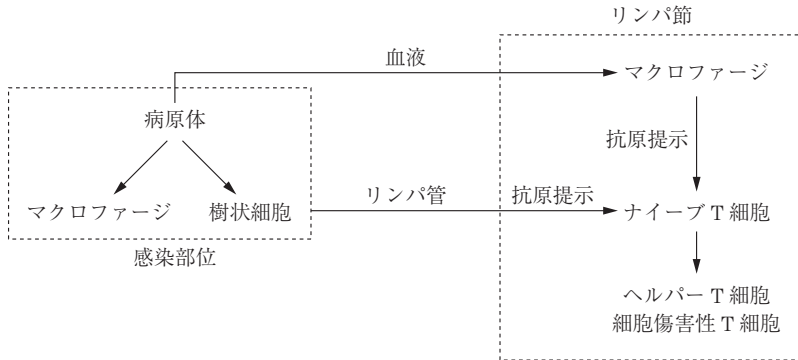 リンパ節
血液
マクロファージ
病原体
抗原提示
マクロファージ
樹状細胞
リンパ管
抗原提示
ナイーブ T 細胞
感染部位
ヘルパー T 細胞
細胞傷害性 T 細胞